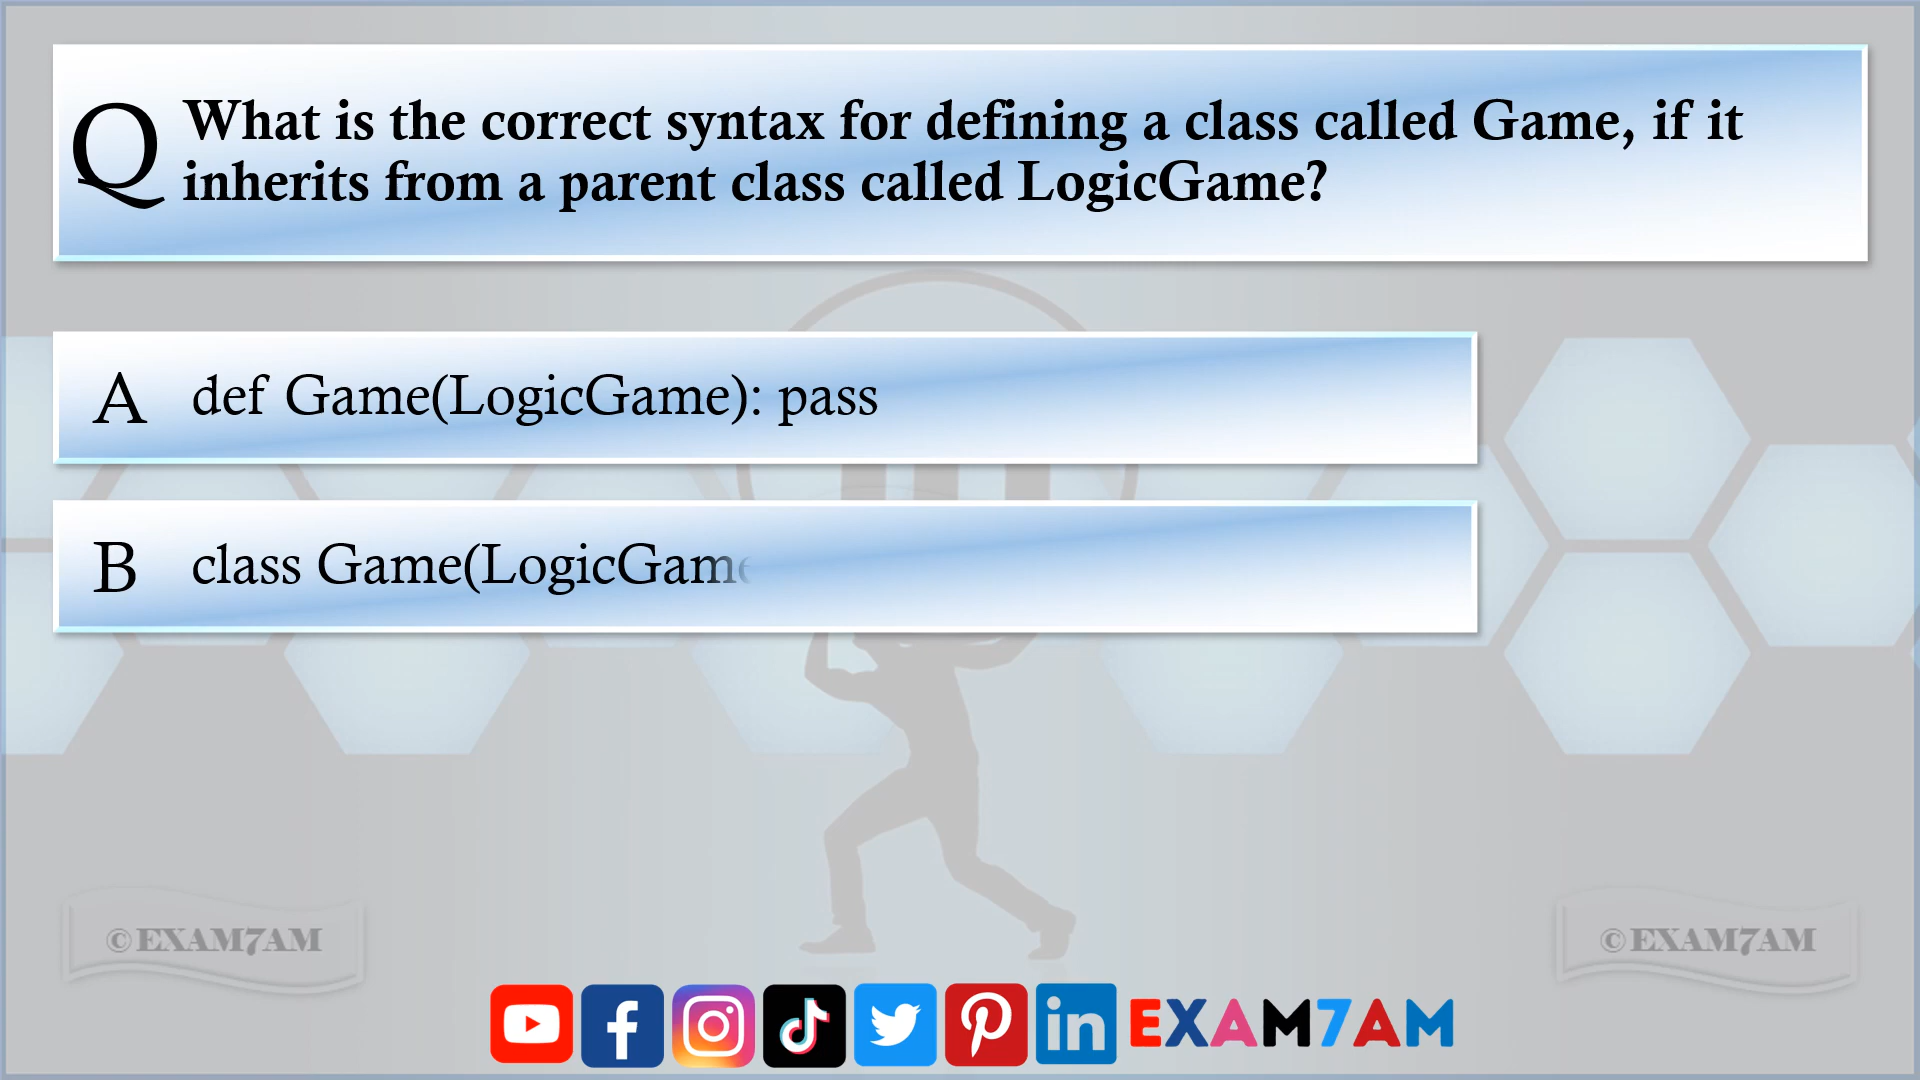 Q What is the correct syntax for defining a class called Game, if it
inherits from a parent class called LogicGame?
A def Game(LogicGame): pass
B class Game(LogicGame
© EXAM7AM
© EXAM7AM
EXAM7AM